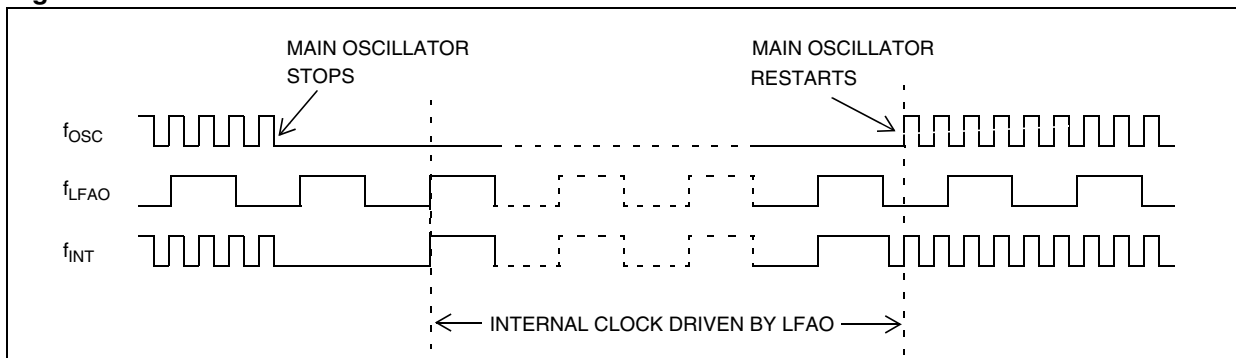 MAIN OSCILLATOR
STOPS
MAIN OSCILLATOR
RESTARTS
fOSC
fLFAO
fINT
INTERNAL CLOCK DRIVEN BY LFAO